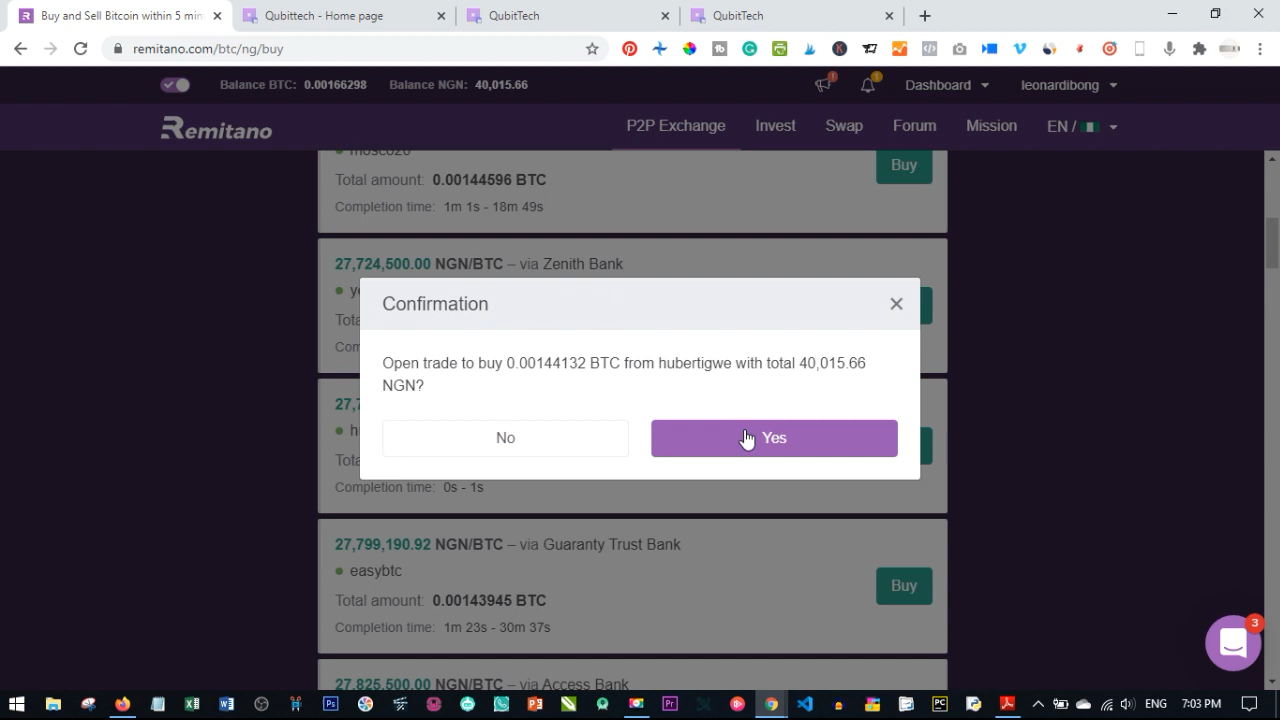 Buy and Sell Bitcoin within 5 min
Qubittech - Home page
QubitTech
QubitTech
remitano.com/btc/ng/buy
Balance BTC: 0.00166298
Balance NGN: 40,015.66
Dashboard
leonardibong
Remitano
P2P Exchange
Invest
Swap
Forum
Mission
EN /
Buy
Total amount: 0.00144596 BTC
Completion time: 1m 1s - 18m 49s
27,724,500.00 NGN/BTC – via Zenith Bank
Confirmation
Open trade to buy 0.00144132 BTC from hubertigwe with total 40,015.66
NGN?
No
Yes
Completion time: 0s - 1s
27,799,190.92 NGN/BTC – via Guaranty Trust Bank
easybtc
Buy
Total amount: 0.00143945 BTC
Completion time: 1m 23s - 30m 37s
3
27,825,500.00 NGN/BTC – via Access Bank
ENG
7:03 PM